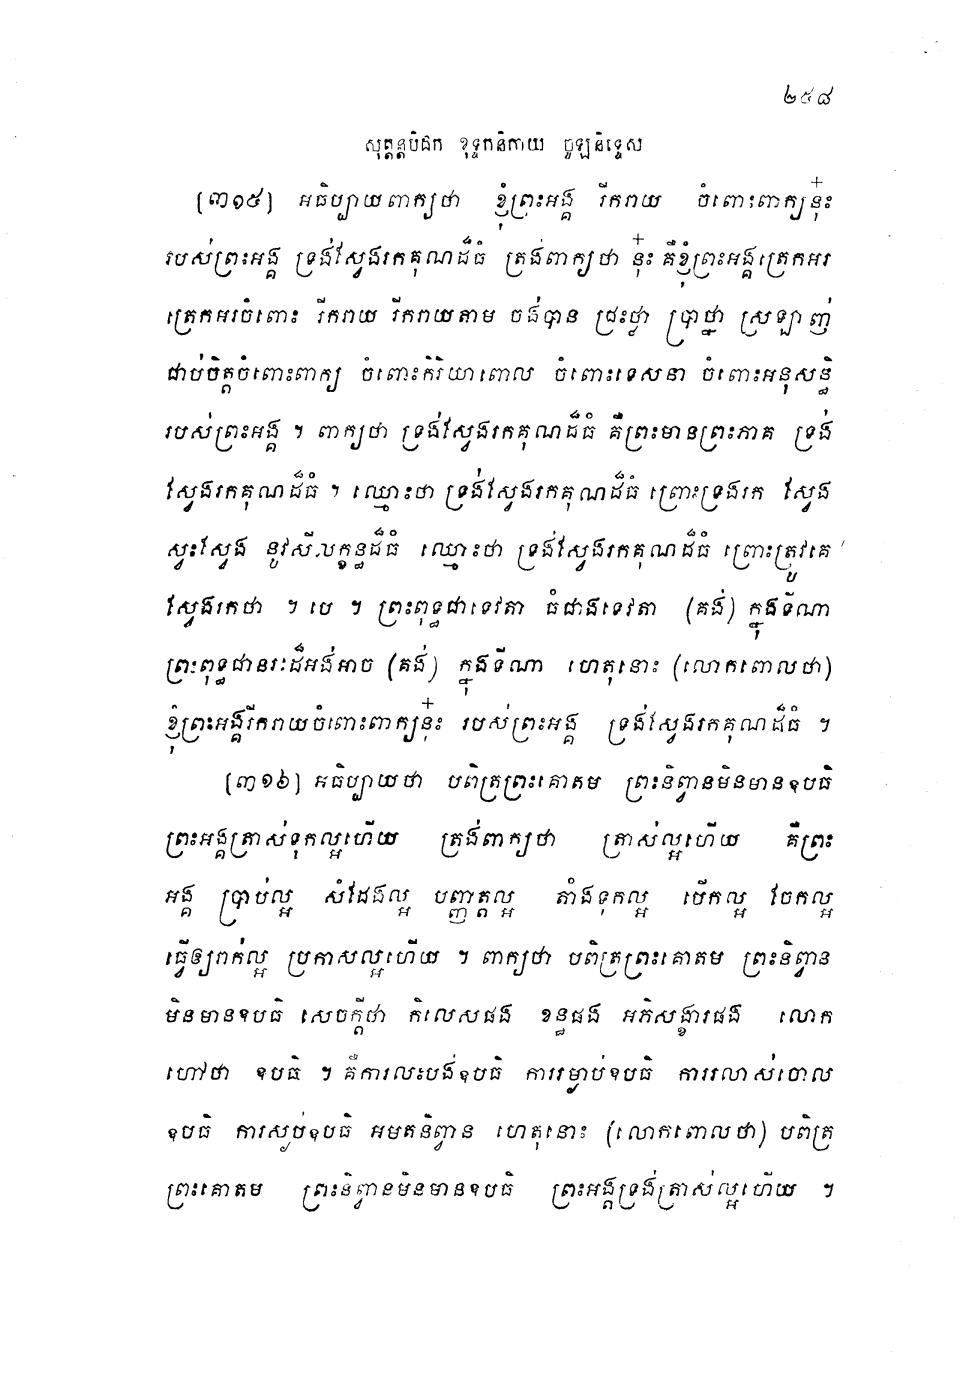 ២៥៨
សុត្តន្តបិដក ខុទ្ទកនិកាយ ចូឡនិទ្ទេស
[៣១៥] អធិប្បាយពាក្យថា ខ្ញុំព្រះអង្គ រីករាយ ចំពោះពាក្យនុ៎ះ
របស់ព្រះអង្គ ទ្រង់ស្វែងរកគុណដ៏ធំ ត្រង់ពាក្យថា នុ៎ះ គឺខ្ញុំព្រះអង្គត្រេកអរ
ត្រេកអរចំពោះ រីករាយ រីករាយតាម ចង់បាន ជ្រះថ្លា ប្រាថ្នា ស្រឡាញ់
ជាប់ចិត្តចំពោះពាក្យ ចំពោះកិរិយាពោល ចំពោះទេសនា ចំពោះអនុសន្ធិ
របស់ព្រះអង្គ ។ ពាក្យថា ទ្រង់ស្វែងរកគុណដ៏ធំ គឺព្រះមានព្រះភាគ ទ្រង់
ស្វែងរកគុណដ៏ធំ ។ ឈ្មោះថា ទ្រង់ស្វែងរកគុណដ៏ធំ ព្រោះទ្រង់រក ស្វែង
ស្វះស្វែង នូវសីលក្ខន្ធដ៏ធំ ឈ្មោះថា ទ្រង់ស្វែងរកគុណដ៏ធំ ព្រោះត្រូវគេ
ស្វែងរកថា ។ បេ ។ ព្រះពុទ្ធជាទេវតា ធំជាងទេវតា (គង់) ក្នុងទីណា
ព្រះពុទ្ធជានរៈដ៏អង់អាច (គង់) ក្នុងទីណា ហេតុនោះ (លោកពោលថា)
ខ្ញុំព្រះអង្គរីករាយចំពោះពាក្យនុ៎ះ របស់ព្រះអង្គ ទ្រង់ស្វែងរកគុណដ៏ធំ ។
[៣១៦] អធិប្បាយថា បពិត្រព្រះគោតម ព្រះនិព្វានមិនមានឧបធិ
ព្រះអង្គត្រាស់ទុកល្អហើយ ត្រង់ពាក្យថា ត្រាស់ល្អហើយ គឺព្រះ
អង្គ ប្រាប់ល្អ សំដែងល្អ បញ្ញត្តល្អ តាំងទុកល្អ បើកល្អ ចែកល្អ
ធ្វើឲ្យរាក់ល្អ ប្រកាសល្អហើយ ។ ពាក្យថា បពិត្រព្រះគោតម ព្រះនិព្វាន
មិនមានឧបធិ សេចក្តីថា កិលេសផង ខន្ធផង អភិសង្ខារផង លោក
ហៅថា ឧបធិ ។ គឺការលះបង់ឧបធិ ការរម្ងាប់ឧបធិ ការរលាស់ចោល
ឧបធិ ការស្ងប់ឧបធិ អមតនិព្វាន ហេតុនោះ (លោកពោលថា) បពិត្រ
ព្រះគោតម ព្រះនិព្វានមិនមានឧបធិ ព្រះអង្គទ្រង់ត្រាស់ល្អហើយ ។